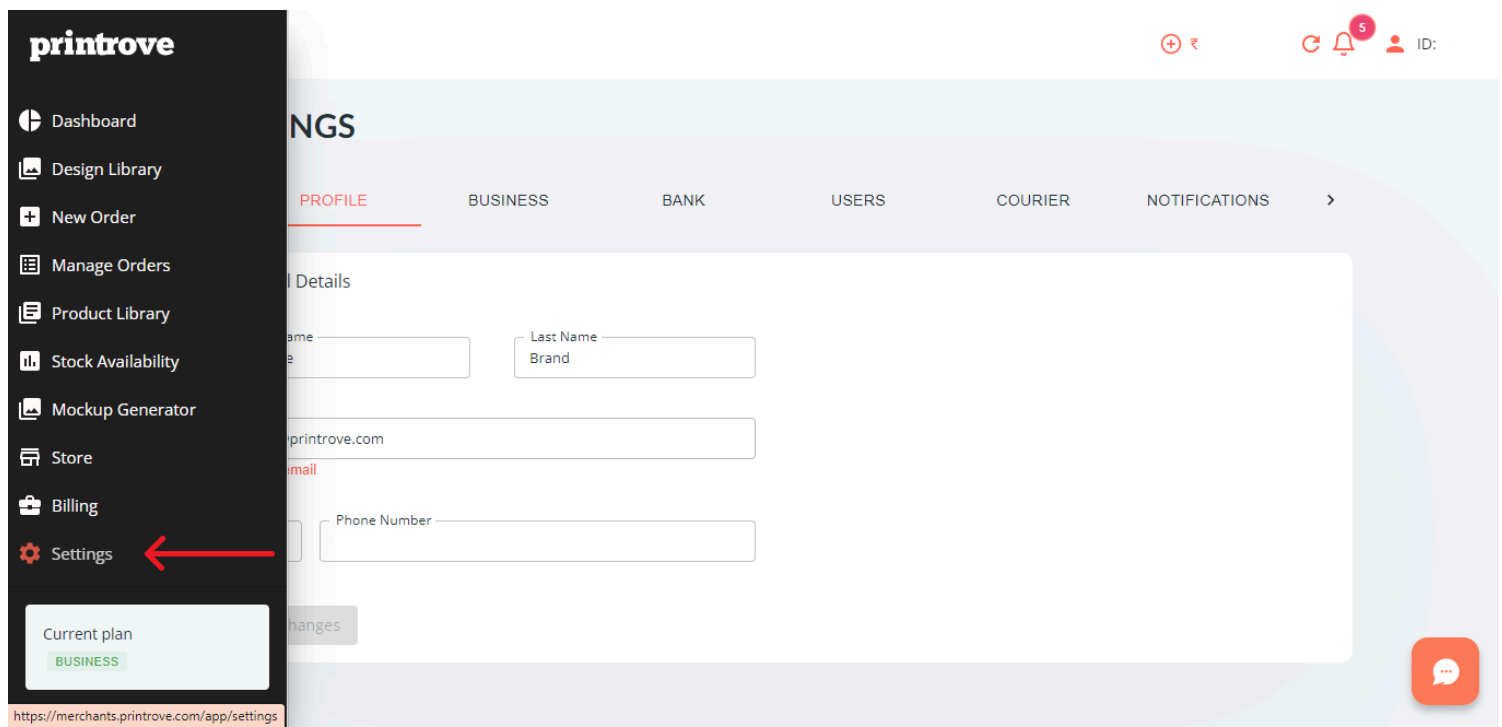 printrove
5
₹
ID:
Dashboard
NGS
Design Library
PROFILE BUSINESS BANK USERS COURIER NOTIFICATIONS
New Order
Manage Orders
l Details
Product Library
ame Last Name
e Brand
Stock Availability
Mockup Generator
printrove.com
Store
email
Billing
Phone Number
Settings
Current plan
hanges
BUSINESS
https://merchants.printrove.com/app/settings